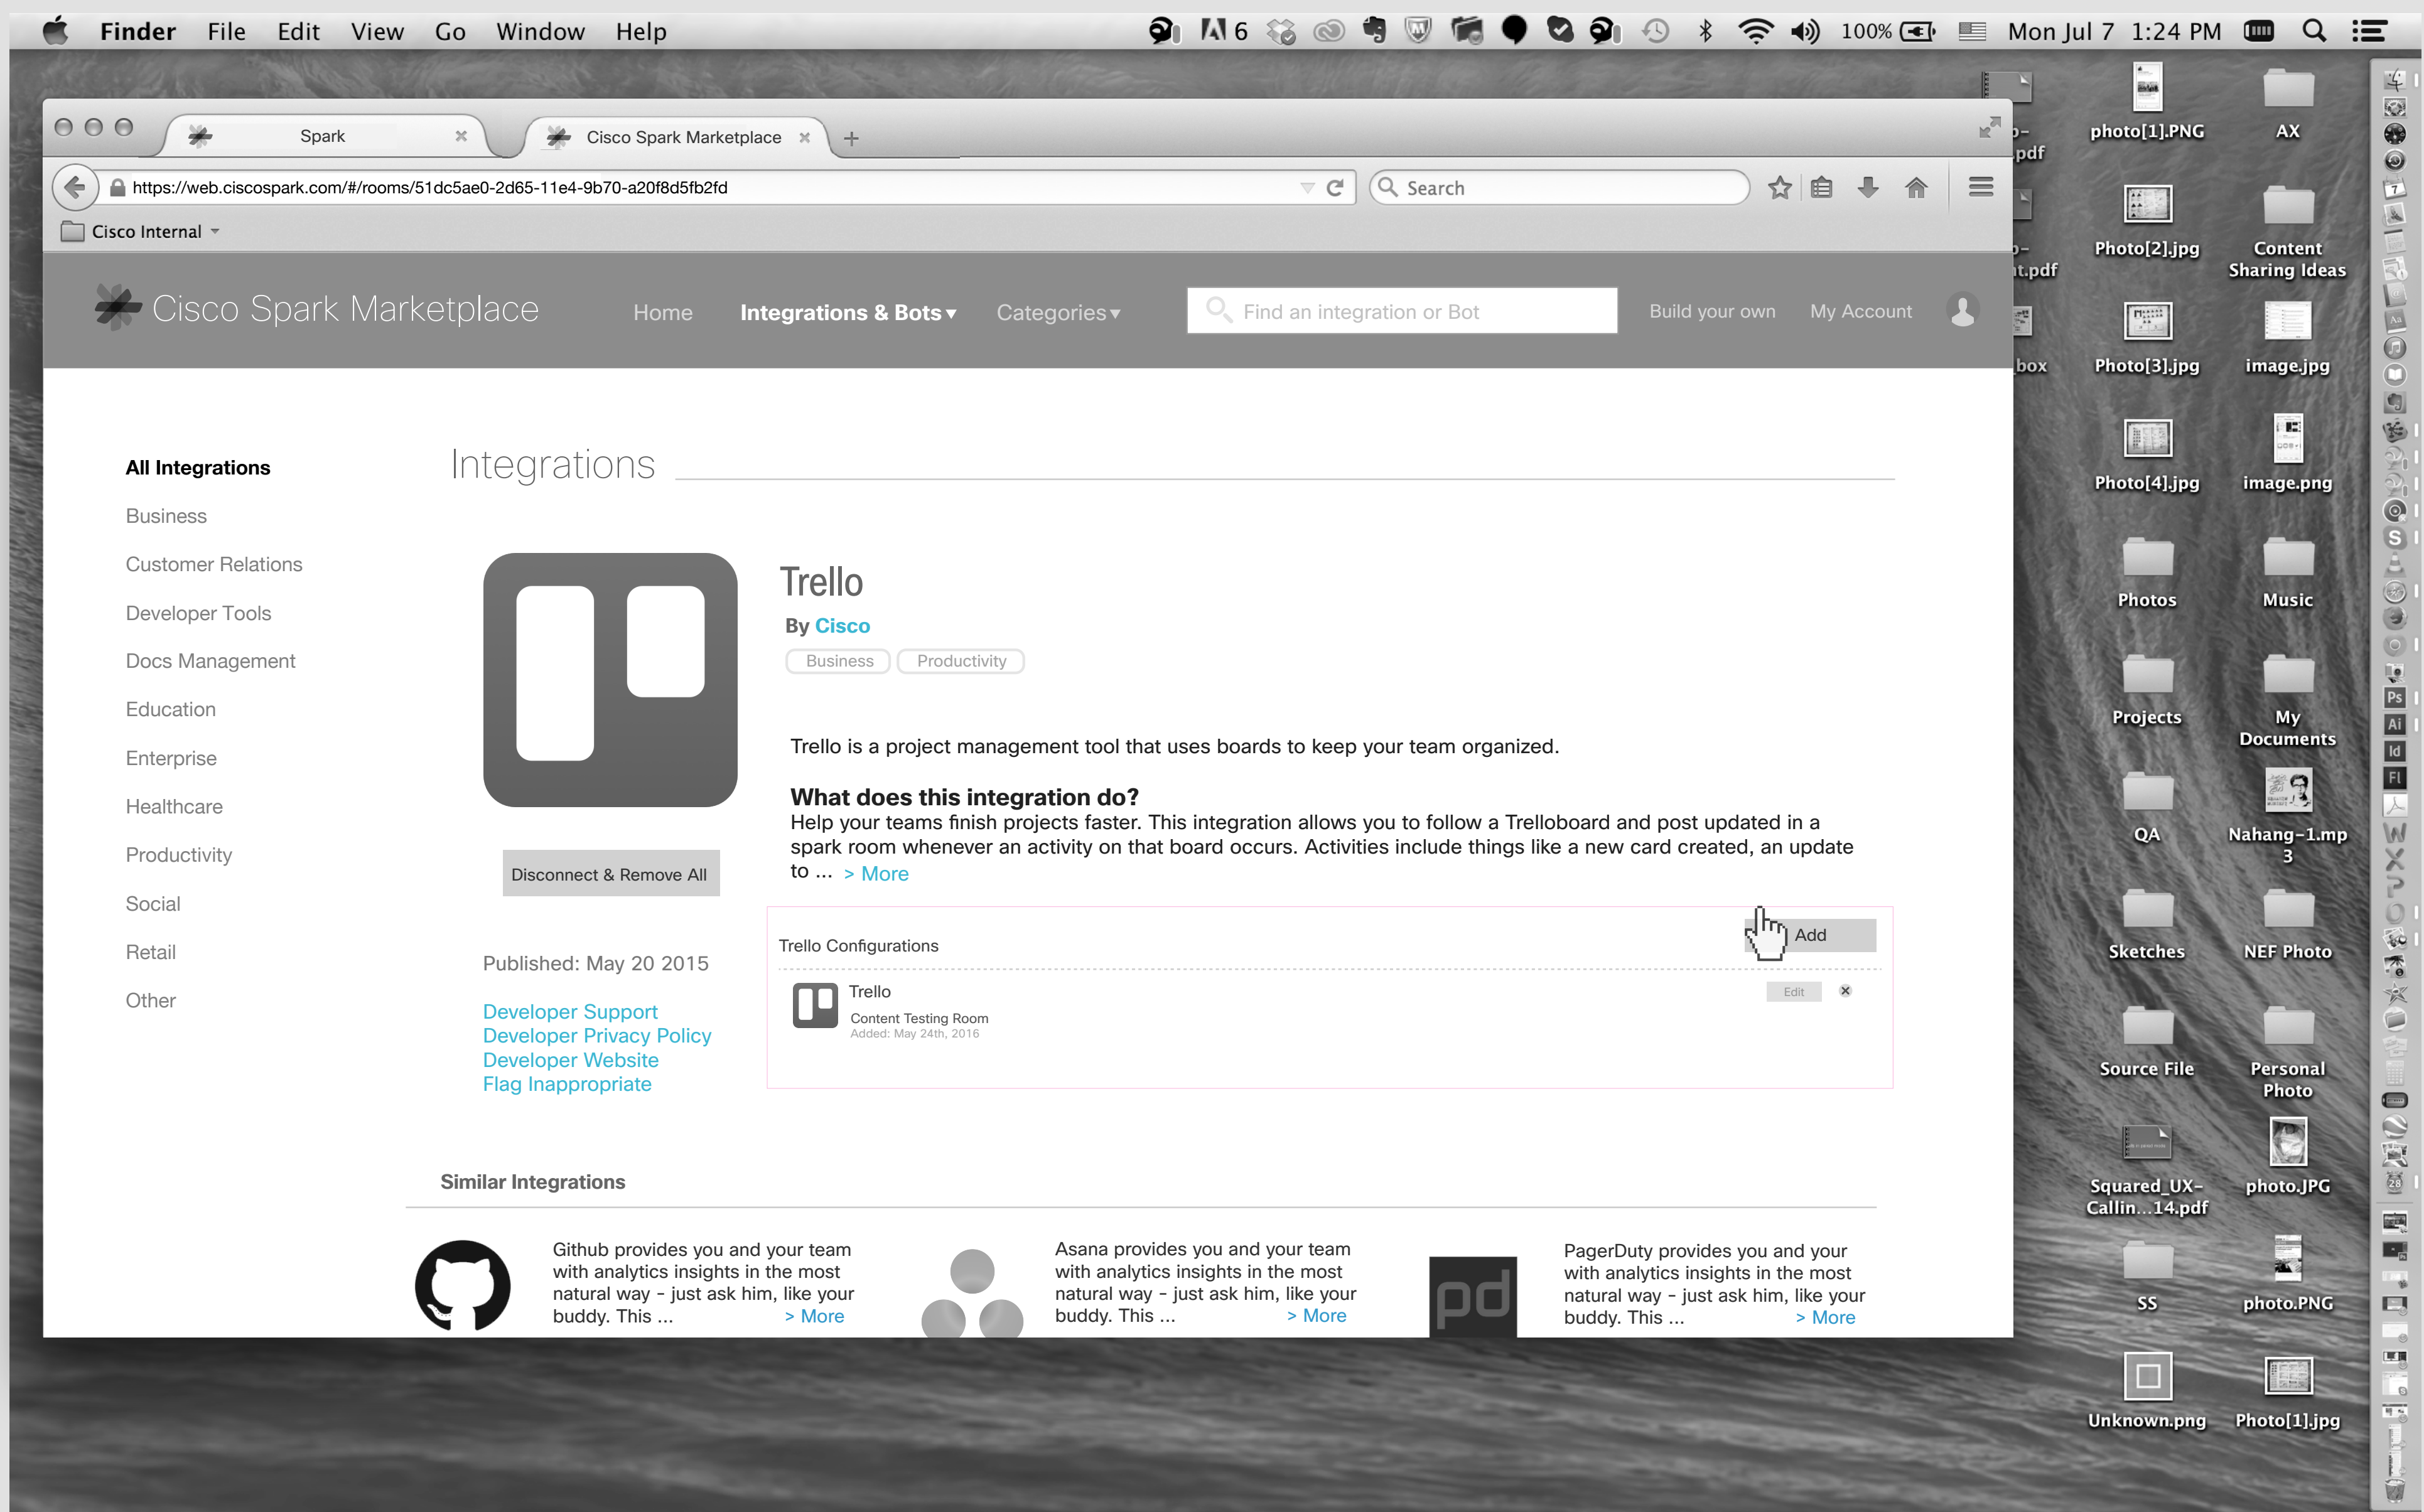 Finder File Edit View Go Window Help
6
100%
Mon Jul 7 1:24 PM
Spark
Cisco Spark Marketplace
https://web.ciscospark.com/#/rooms/51dc5ae0-2d65-11e4-9b70-a20f8d5fb2fd
Search
Cisco Internal
Cisco Spark Marketplace
Home
Integrations & Bots▾
Categories▾
Find an integration or Bot
Build your own
My Account
All Integrations
Business
Customer Relations
Developer Tools
Docs Management
Education
Enterprise
Healthcare
Productivity
Social
Retail
Other
Integrations
Trello
By Cisco
Business
Productivity
Trello is a project management tool that uses boards to keep your team organized.
What does this integration do?
Help your teams finish projects faster. This integration allows you to follow a Trelloboard and post updated in a
spark room whenever an activity on that board occurs. Activities include things like a new card created, an update
to ... > More
Disconnect & Remove All
Published: May 20 2015
Developer Support
Developer Privacy Policy
Developer Website
Flag Inappropriate
Trello Configurations
Add
Trello
Content Testing Room
Added: May 24th, 2016
Edit
Similar Integrations
Github provides you and your team
with analytics insights in the most
natural way - just ask him, like your
buddy. This ... > More
Asana provides you and your team
with analytics insights in the most
natural way - just ask him, like your
buddy. This ... > More
pd
PagerDuty provides you and your
with analytics insights in the most
natural way - just ask him, like your
buddy. This ... > More
.pdf
t.pdf
box
photo[1].PNG
AX
Photo[2].jpg
Content
Sharing Ideas
Photo[3].jpg
image.jpg
Photo[4].jpg
image.png
Photos
Music
Projects
My
Documents
QA
Nahang-1.mp
3
Sketches
NEF Photo
Source File
Personal
Photo
Squared_UX-
Callin...14.pdf
photo.JPG
SS
photo.PNG
Unknown.png
Photo[1].jpg
7
Aa
S
Ps
Ai
Id
Fl
W
X
P
O
28